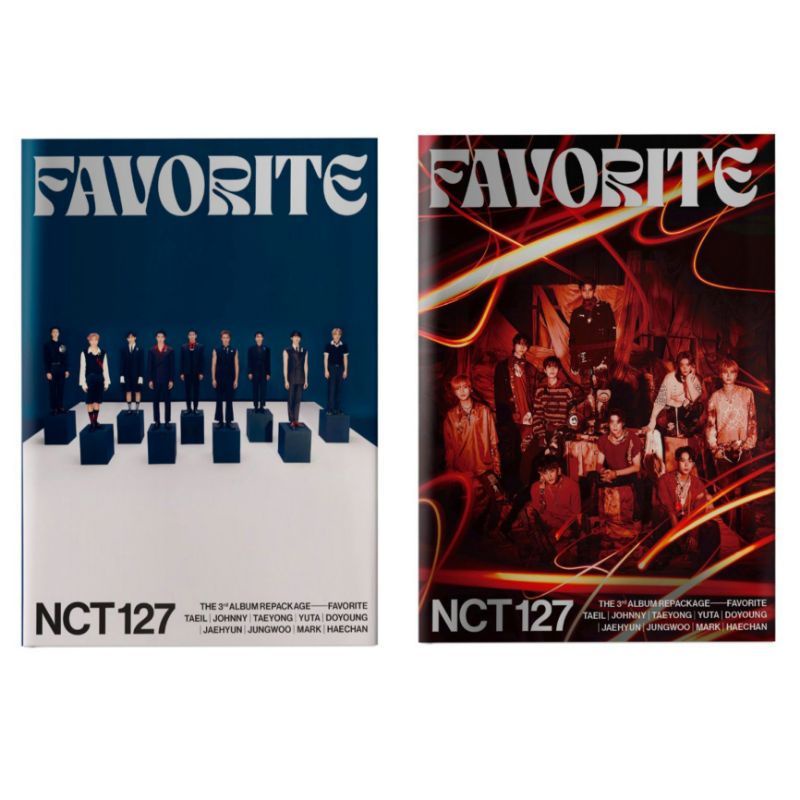 FAVORITE
NCT 127
THE 3rd ALBUM REPACKAGE — FAVORITE
TAEIL | JOHNNY | TAEYONG | YUTA | DOYOUNG
| JAEHYUN | JUNGWOO | MARK | HAECHAN
FAVORITE
NCT 127
THE 3rd ALBUM REPACKAGE — FAVORITE
TAEIL | JOHNNY | TAEYONG | YUTA | DOYOUNG
| JAEHYUN | JUNGWOO | MARK | HAECHAN